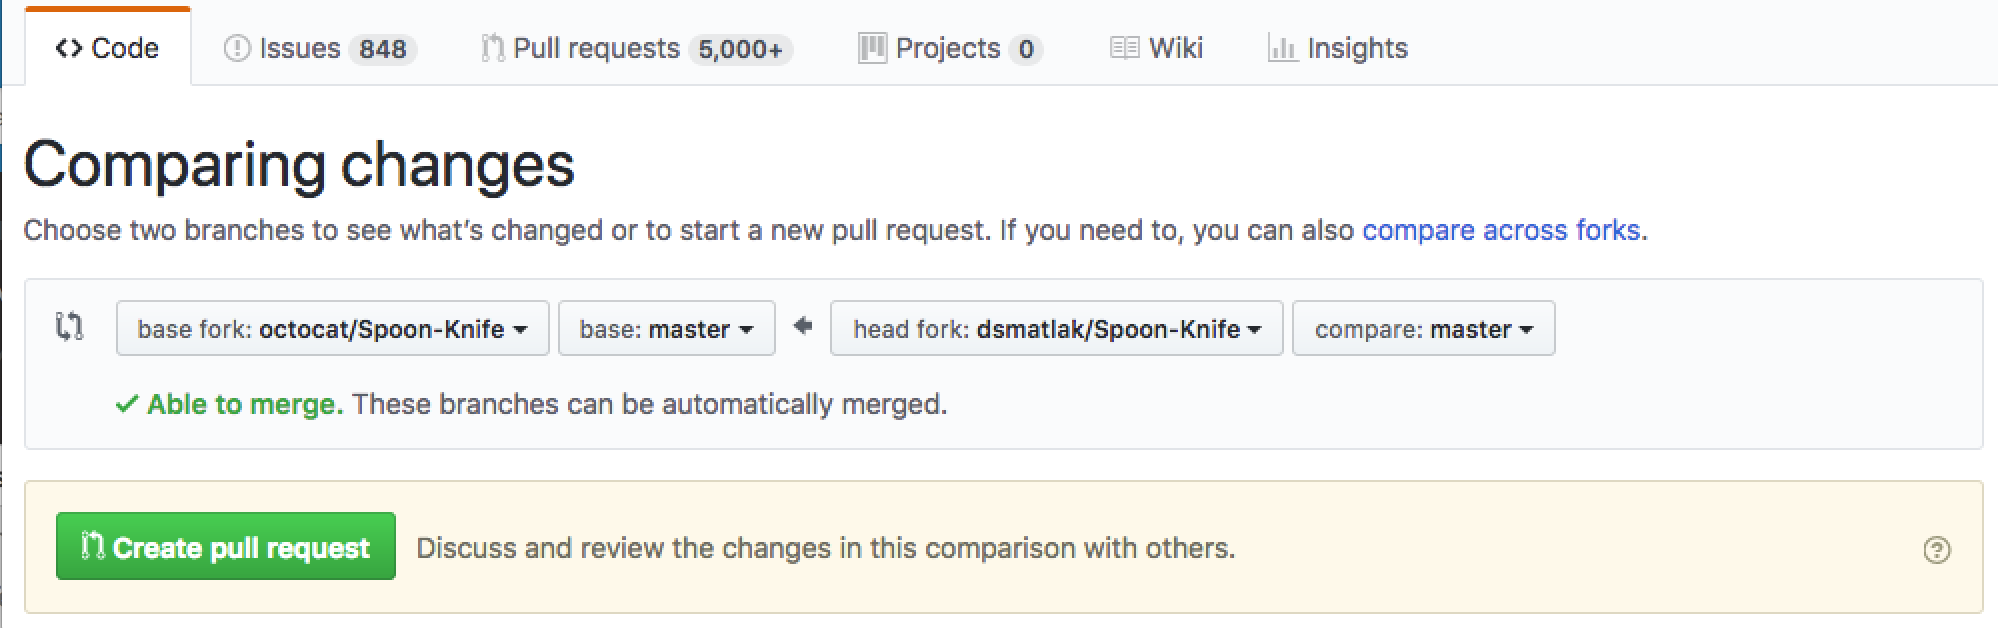 Code Issues 848 Pull requests 5,000+ Projects 0 Wiki Insights
Comparing changes
Choose two branches to see what's changed or to start a new pull request. If you need to, you can also compare across forks.
base fork: octocat/Spoon-Knife base: master head fork: dsmatlak/Spoon-Knife compare: master
Able to merge. These branches can be automatically merged.
Create pull request Discuss and review the changes in this comparison with others.